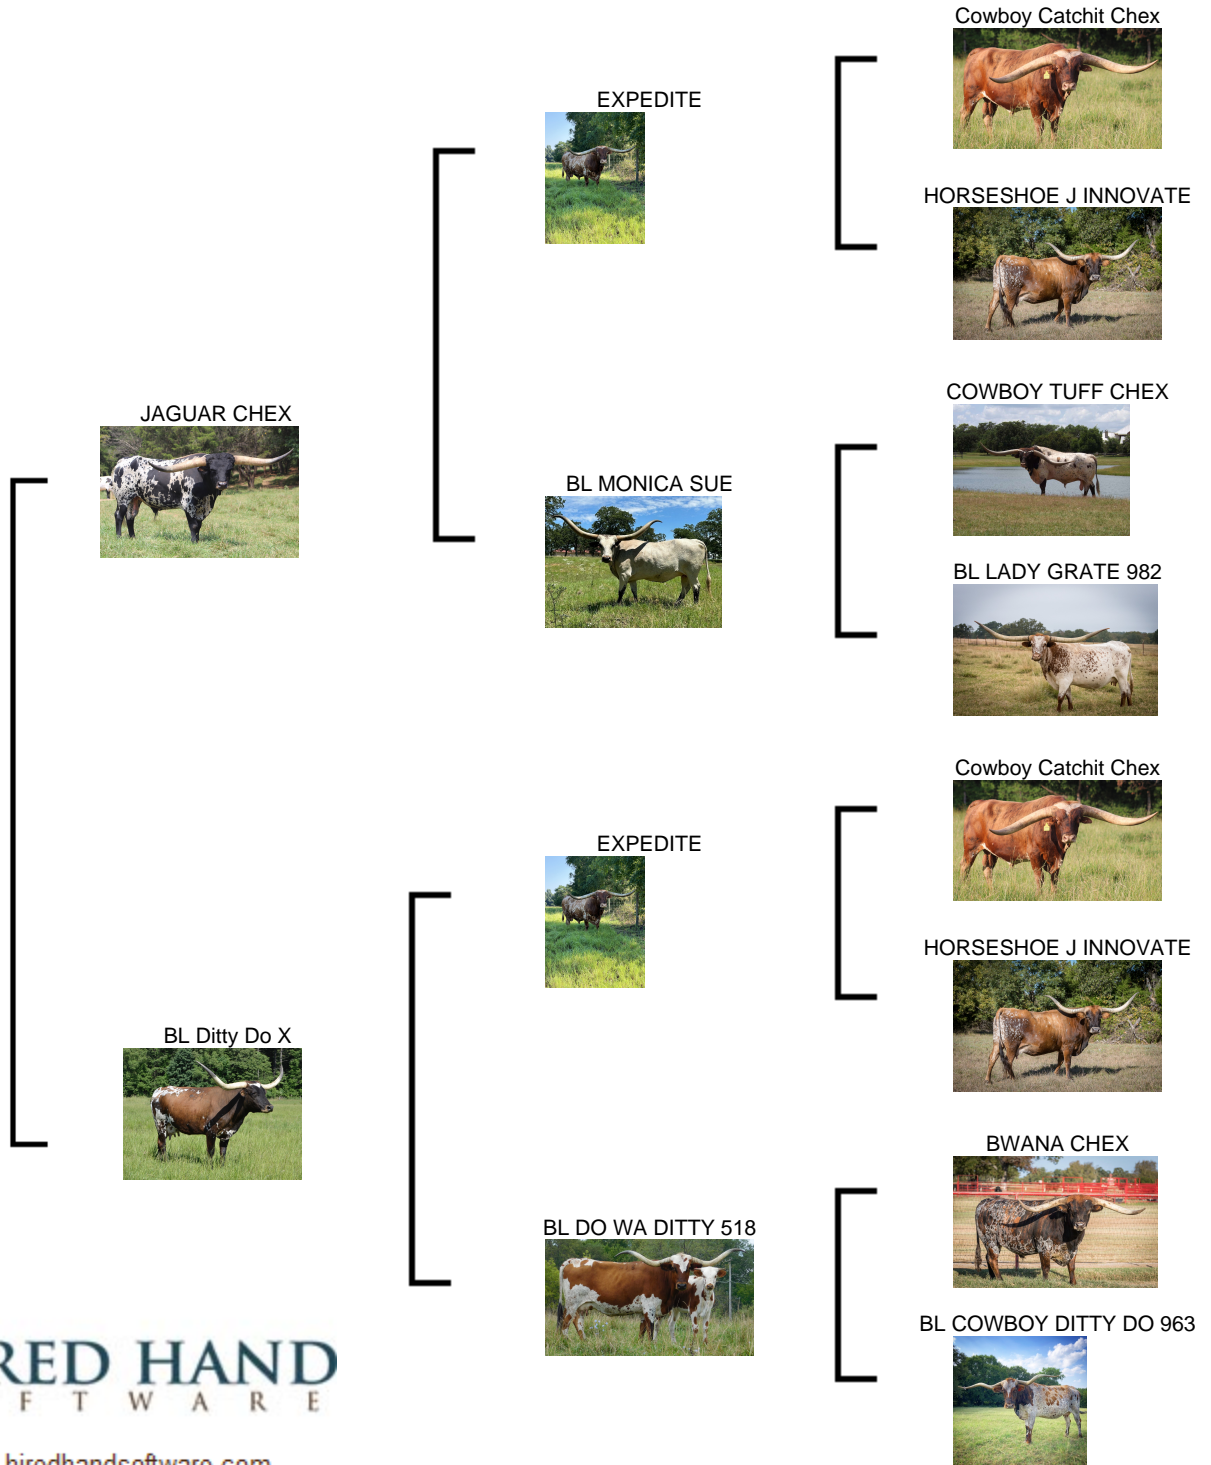 Cowboy Catchit Chex
EXPEDITE
HORSESHOE J INNOVATE
JAGUAR CHEX
COWBOY TUFF CHEX
BL MONICA SUE
BL LADY GRATE 982
Cowboy Catchit Chex
EXPEDITE
HORSESHOE J INNOVATE
BL Ditty Do X
BWANA CHEX
BL DO WA DITTY 518
BL COWBOY DITTY DO 963
RED HAND
F T W A R E
hiredhandsoftware.com